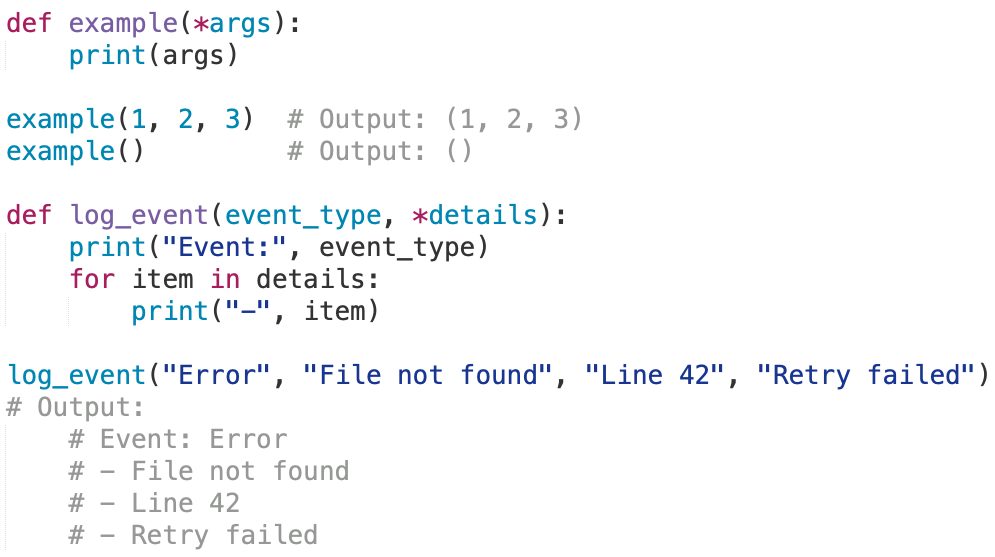 def example(*args):
    print(args)

example(1, 2, 3)  # Output: (1, 2, 3)
example()         # Output: ()

def log_event(event_type, *details):
    print("Event:", event_type)
    for item in details:
        print("-", item)

log_event("Error", "File not found", "Line 42", "Retry failed")
# Output:
    # Event: Error
    # - File not found
    # - Line 42
    # - Retry failed